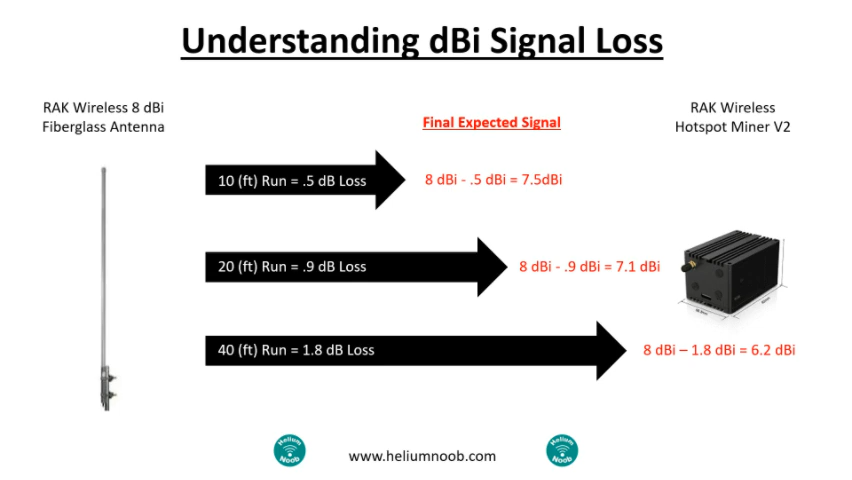 Understanding dBi Signal Loss
RAK Wireless 8 dBi
Fiberglass Antenna
Final Expected Signal
RAK Wireless
Hotspot Miner V2
10 (ft) Run = .5 dB Loss
8 dBi - .5 dBi = 7.5dBi
20 (ft) Run = .9 dB Loss
8 dBi - .9 dBi = 7.1 dBi
40 (ft) Run = 1.8 dB Loss
8 dBi – 1.8 dBi = 6.2 dBi
Helium
Noob
www.heliumnoob.com
Helium
Noob